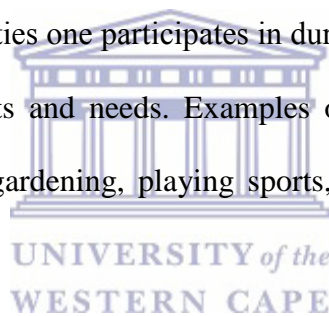 ties one participates in dur
ts and needs. Examples o
gardening, playing sports,
UNIVERSITY of the
WESTERN CAPE